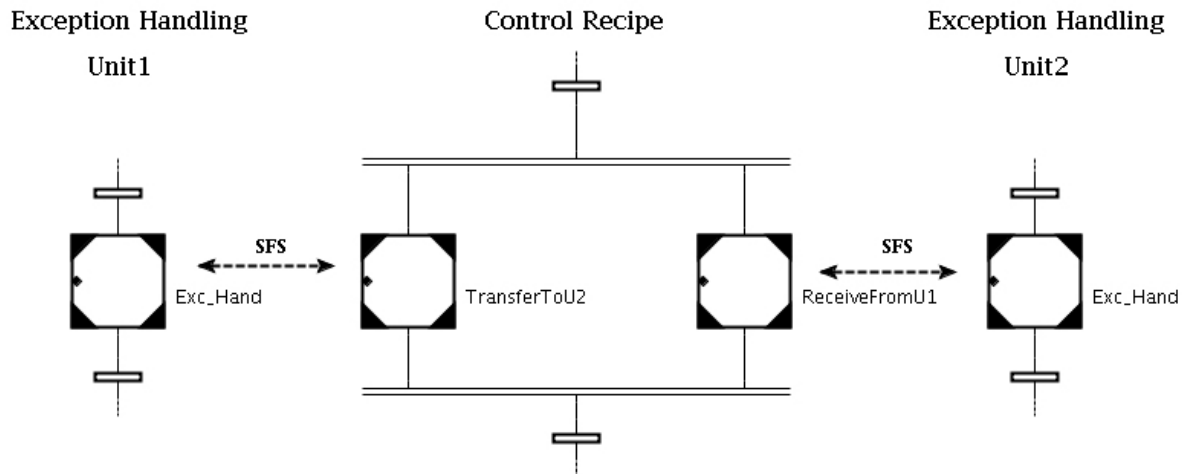 Exception Handling
Unit1
Control Recipe
Exception Handling
Unit2
SFS
SFS
Exc_Hand
TransferToU2
ReceiveFromU1
Exc_Hand